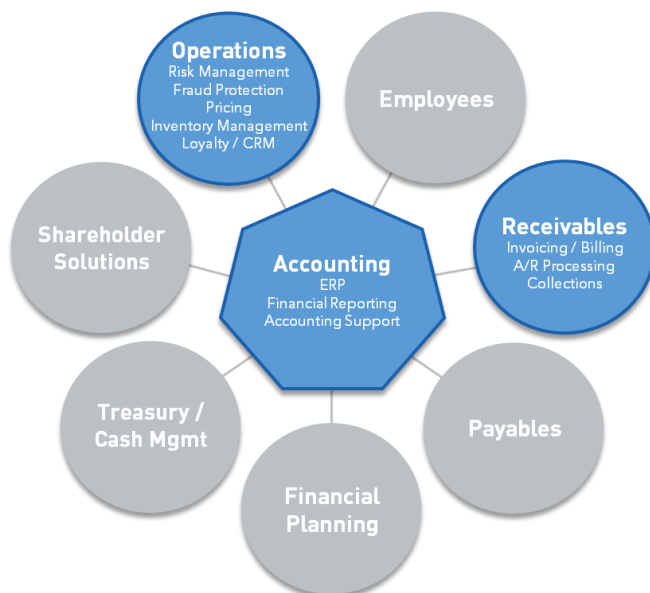 Operations
Risk Management
Fraud Protection
Pricing
Inventory Management
Loyalty / CRM
Employees
Shareholder
Solutions
Accounting
ERP
Financial Reporting
Accounting Support
Receivables
Invoicing / Billing
A/R Processing
Collections
Treasury /
Cash Mgmt
Financial
Planning
Payables